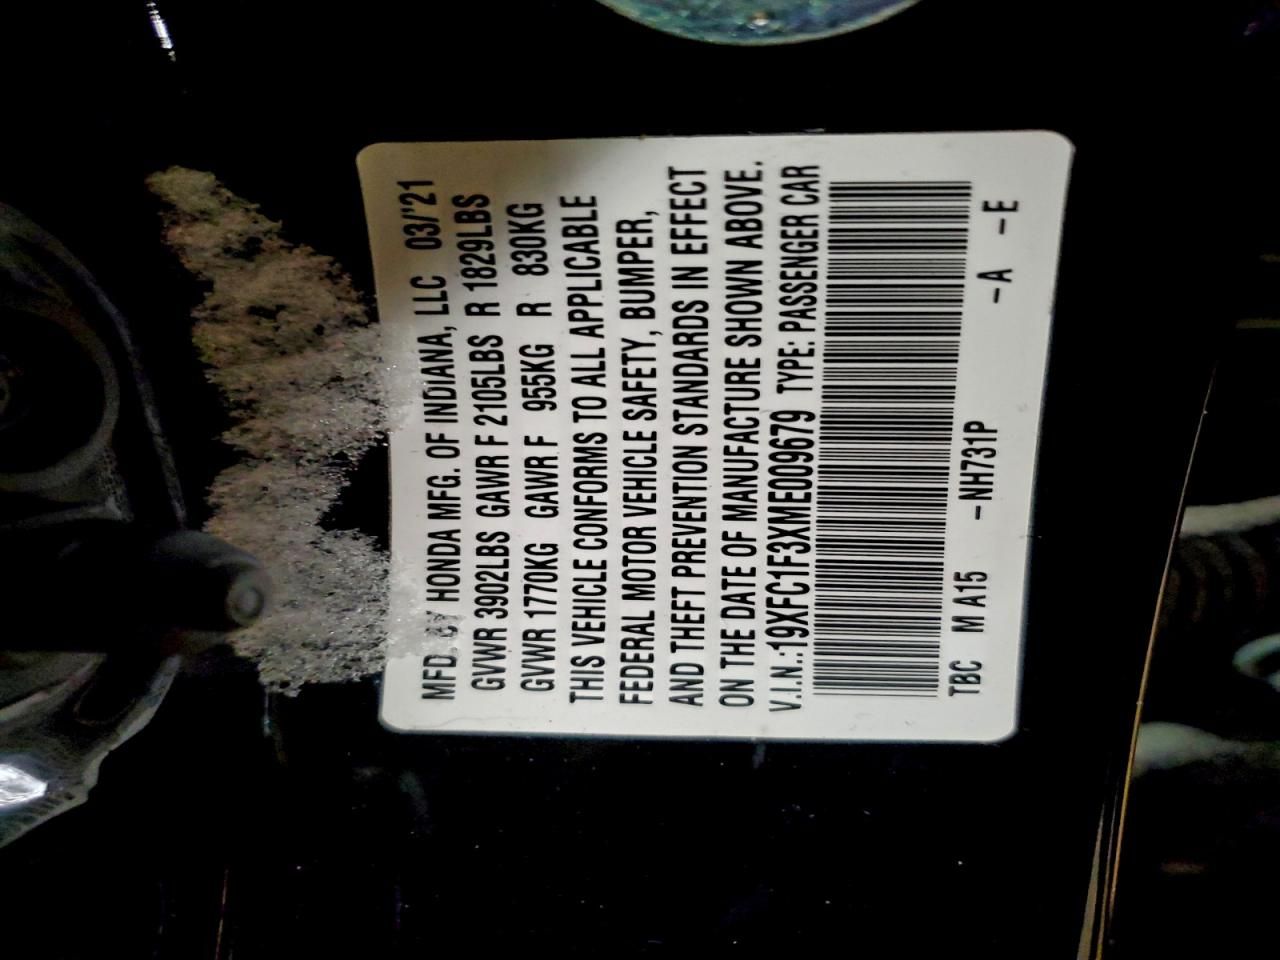 MFD. BY HONDA MFG. OF INDIANA, LLC 03/'21
GVWR 3902LBS GAWR F 2105LBS R 1829LBS
GVWR 1770KG GAWR F 955KG R 830KG
THIS VEHICLE CONFORMS TO ALL APPLICABLE
FEDERAL MOTOR VEHICLE SAFETY, BUMPER,
AND THEFT PREVENTION STANDARDS IN EFFECT
ON THE DATE OF MANUFACTURE SHOWN ABOVE.
V.I.N.:19XFC1F3XME009679 TYPE: PASSENGER CAR
TBC M A15 -NH731P -A -E